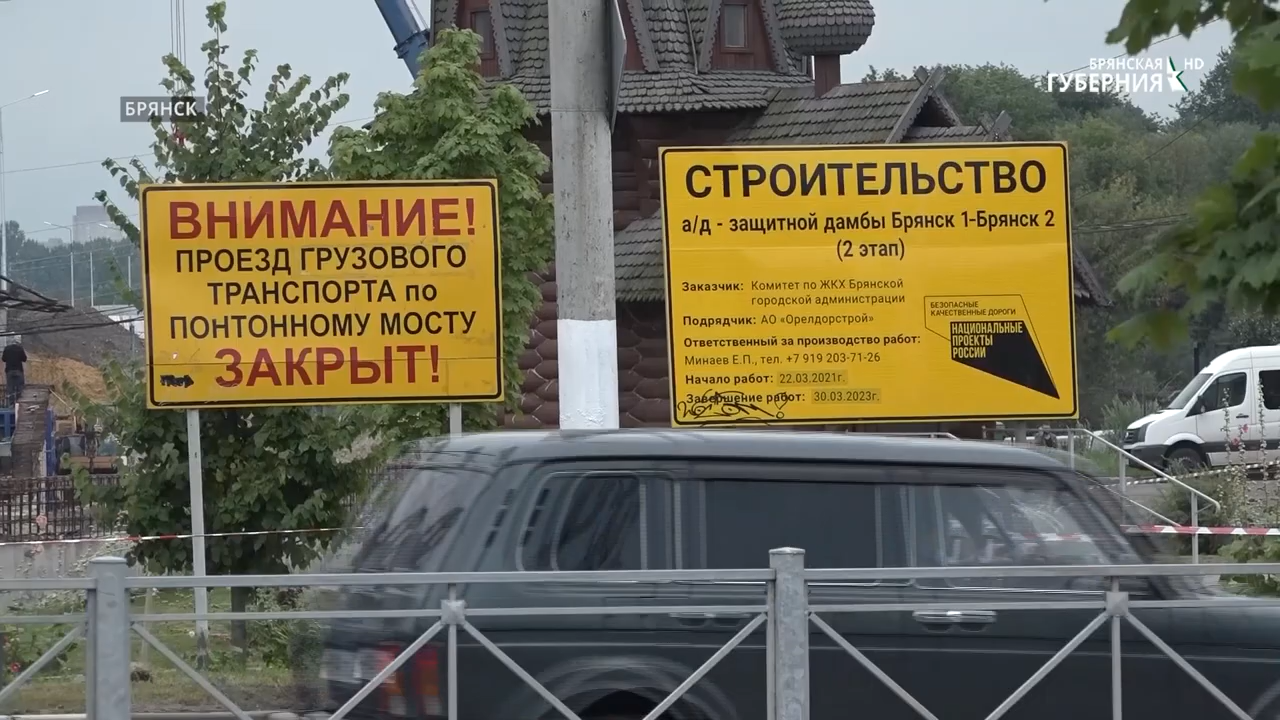 БРЯНСК
БРЯНСКАЯ HD
ГУБЕРНИЯ
ВНИМАНИЕ!
ПРОЕЗД ГРУЗОВОГО
ТРАНСПОРТА по
ПОНТОННОМУ МОСТУ
ЗАКРЫТ!
СТРОИТЕЛЬСТВО
а/д - защитной дамбы Брянск 1-Брянск 2
(2 этап)
Заказчик: Комитет по ЖКХ Брянской
городской администрации
Подрядчик: АО «Орелдорстрой»
Ответственный за производство работ:
Минаев Е.П., тел. +7 919 203-71-26
Начало работ: 22.03.2021г.
Завершение работ: 30.03.2023г.
БЕЗОПАСНЫЕ
КАЧЕСТВЕННЫЕ ДОРОГИ
НАЦИОНАЛЬНЫЕ
ПРОЕКТЫ
РОССИИ